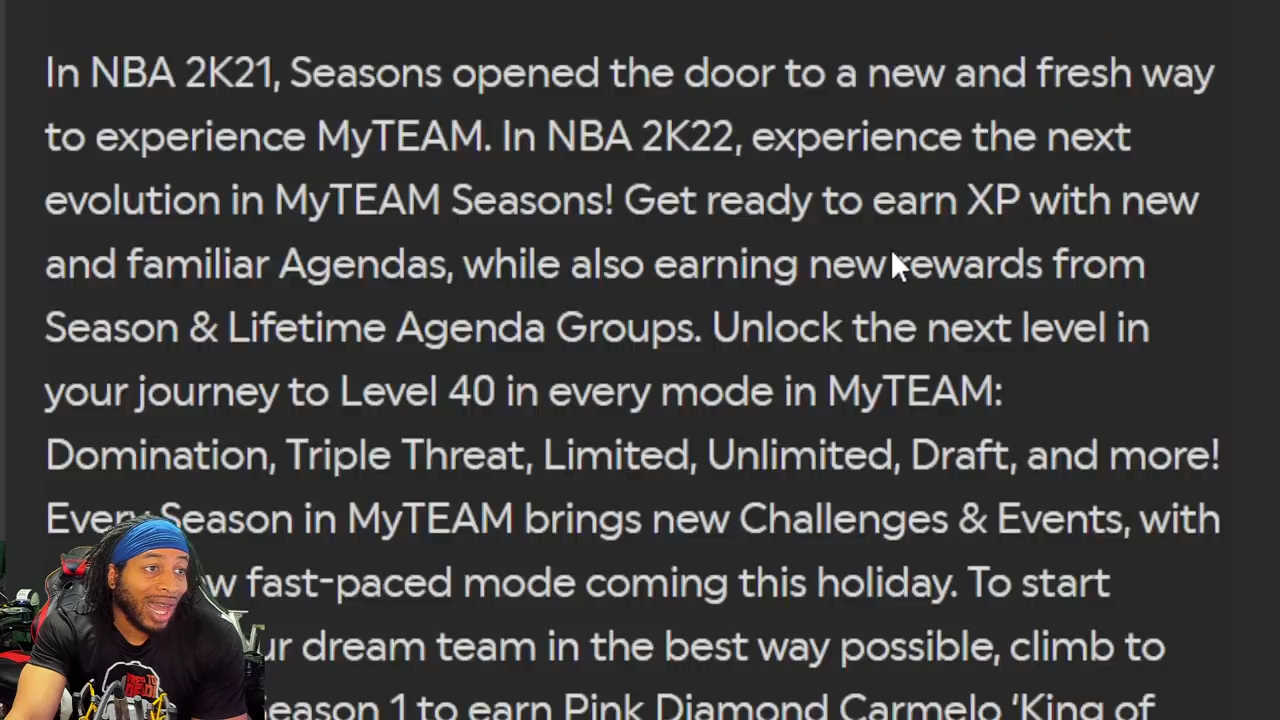 In NBA 2K21, Seasons opened the door to a new and fresh way
to experience MyTEAM. In NBA 2K22, experience the next
evolution in MyTEAM Seasons! Get ready to earn XP with new
and familiar Agendas, while also earning new rewards from
Season & Lifetime Agenda Groups. Unlock the next level in
your journey to Level 40 in every mode in MyTEAM:
Domination, Triple Threat, Limited, Unlimited, Draft, and more!
Every Season in MyTEAM brings new Challenges & Events, with
fast-paced mode coming this holiday. To start
dream team in the best way possible, climb to
Season 1 to earn Pink Diamond Carmelo ‘King of